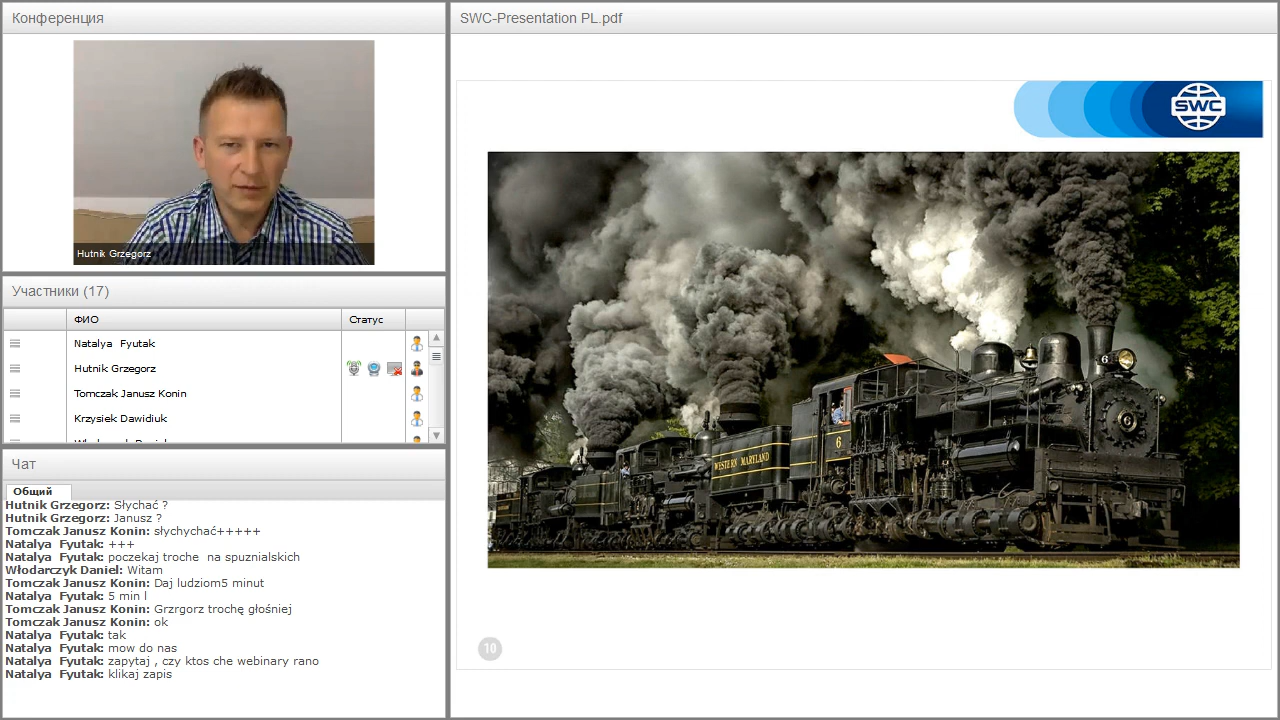 Конференция
Hutnik Grzegorz
Участники (17)
ФИО
Статус
Natalya Fyutak
Hutnik Grzegorz
Tomczak Janusz Konin
Krzysiek Dawidiuk
Чат
Общий
Hutnik Grzegorz: Słychać ?
Hutnik Grzegorz: Janusz ?
Tomczak Janusz Konin: słychychać+++++
Natalya Fyutak: +++
Natalya Fyutak: poczekaj troche na spuznialskich
Włodarczyk Daniel: Witam
Tomczak Janusz Konin: Daj ludziom5 minut
Natalya Fyutak: 5 min l
Tomczak Janusz Konin: Grzrgorz trochę głośniej
Tomczak Janusz Konin: ok
Natalya Fyutak: tak
Natalya Fyutak: mow do nas
Natalya Fyutak: zapytaj , czy ktos che webinary rano
Natalya Fyutak: klikaj zapis
SWC-Presentation PL.pdf
SWC
6
6
6
WESTERN MARYLAND
10